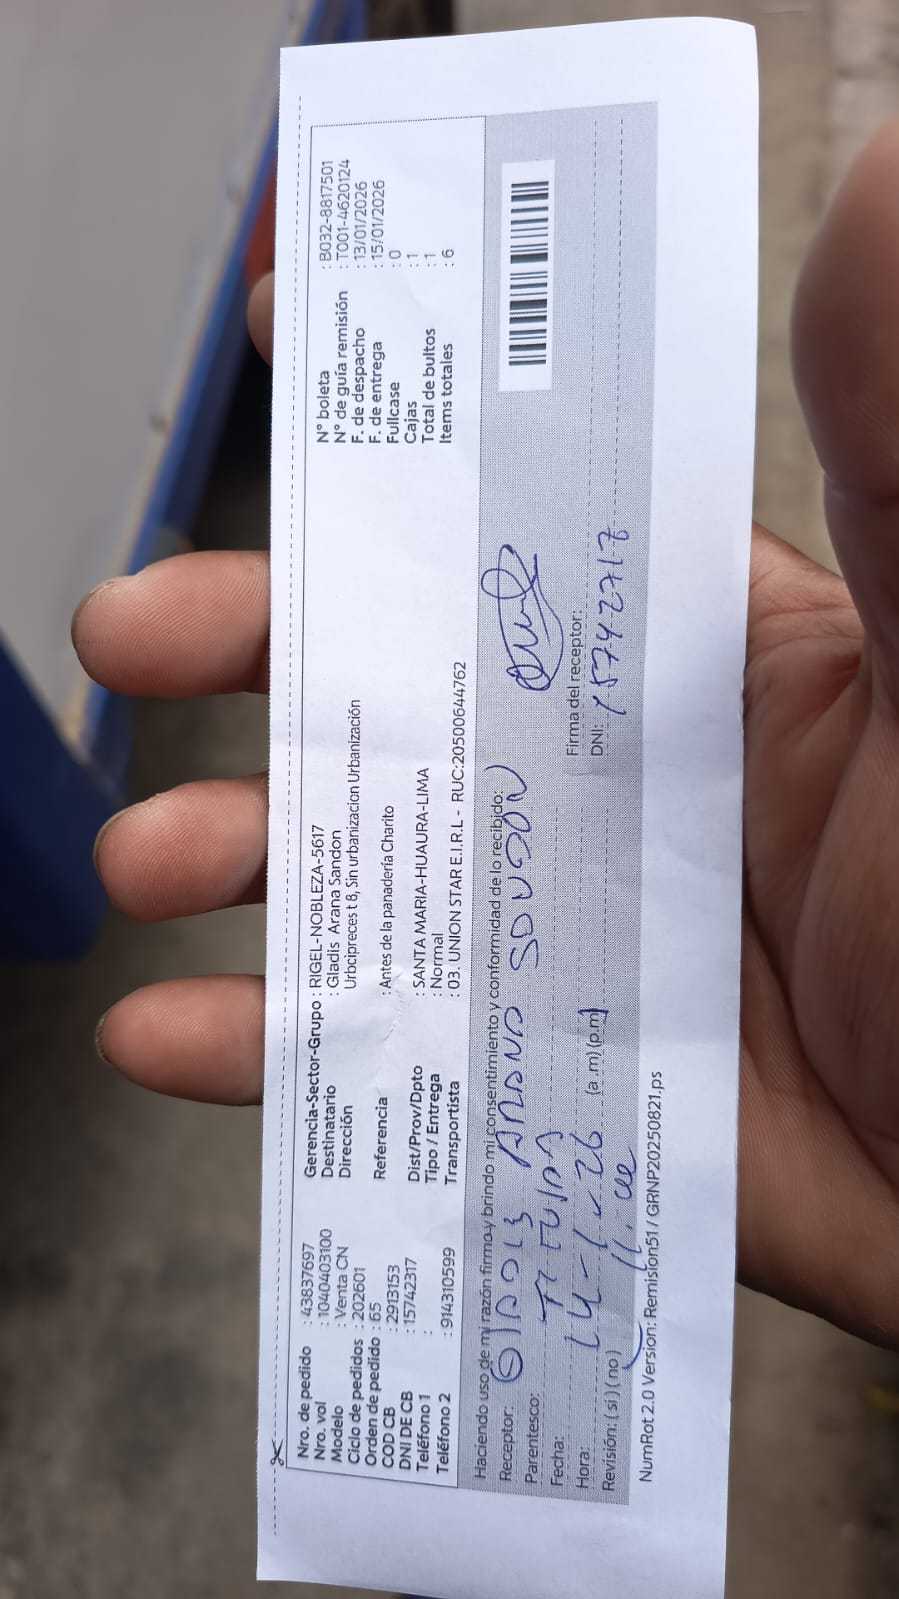 Nro. de pedido : 43837697
Nro. vol : 1040403100
Modelo : Venta CN
Ciclo de pedidos : 202601
Orden de pedido : 65
COD CB : 2913153
DNI DE CB : 15742317
Teléfono 1 :
Teléfono 2 : 914310599
Gerencia-Sector-Grupo : RIGEL-NOBLEZA-5617
Destinatario : Gladis Arana Sandon
Dirección Urbcipreces t 8, Sin urbanizacion Urbanización
Referencia : Antes de la panadería Charito
Dist/Prov/Dpto : SANTA MARIA-HUAURA-LIMA
Tipo / Entrega : Normal
Transportista : 03. UNION STAR E.I.R.L - RUC:20500644762
N° boleta : B032-8817501
N° de guía remisión : T001-4620124
F. de despacho : 13/01/2026
F. de entrega : 15/01/2026
Fullcase : 0
Cajas : 1
Total de bultos : 1
Items totales : 6
Haciendo uso de mi razón firmo y brindo mi consentimiento y conformidad de lo recibido:
Receptor: ARANA
Parentesco:
Fecha: 14-1-26
Hora: (a.m) (p.m)
Revisión: (si) (no)
Firma del receptor:
DNI: 15742717
NumRot 2.0 Version: Remision51 / GRNP20250821.ps